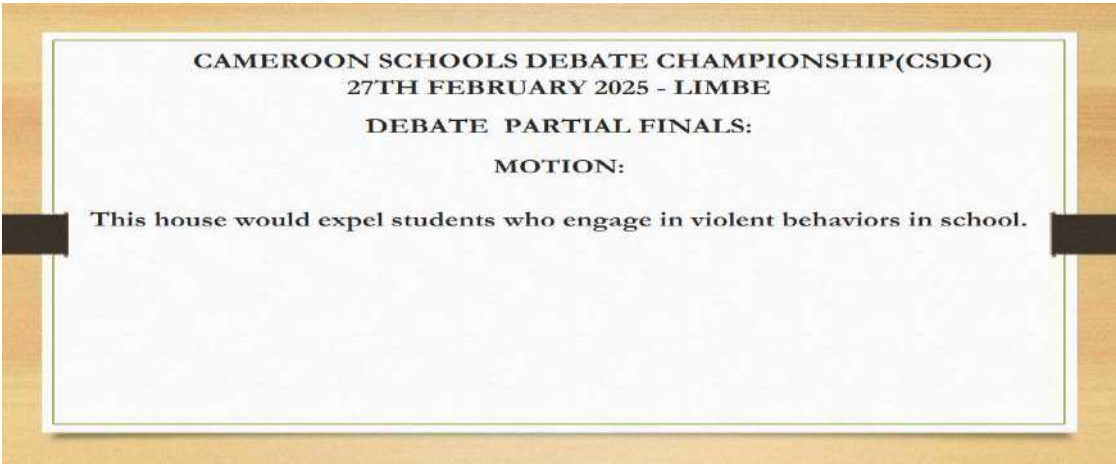 CAMEROON SCHOOLS DEBATE CHAMPIONSHIP(CSDC)
27TH FEBRUARY 2025 - LIMBE
DEBATE PARTIAL FINALS:
MOTION:
This house would expel students who engage in violent behaviors in school.